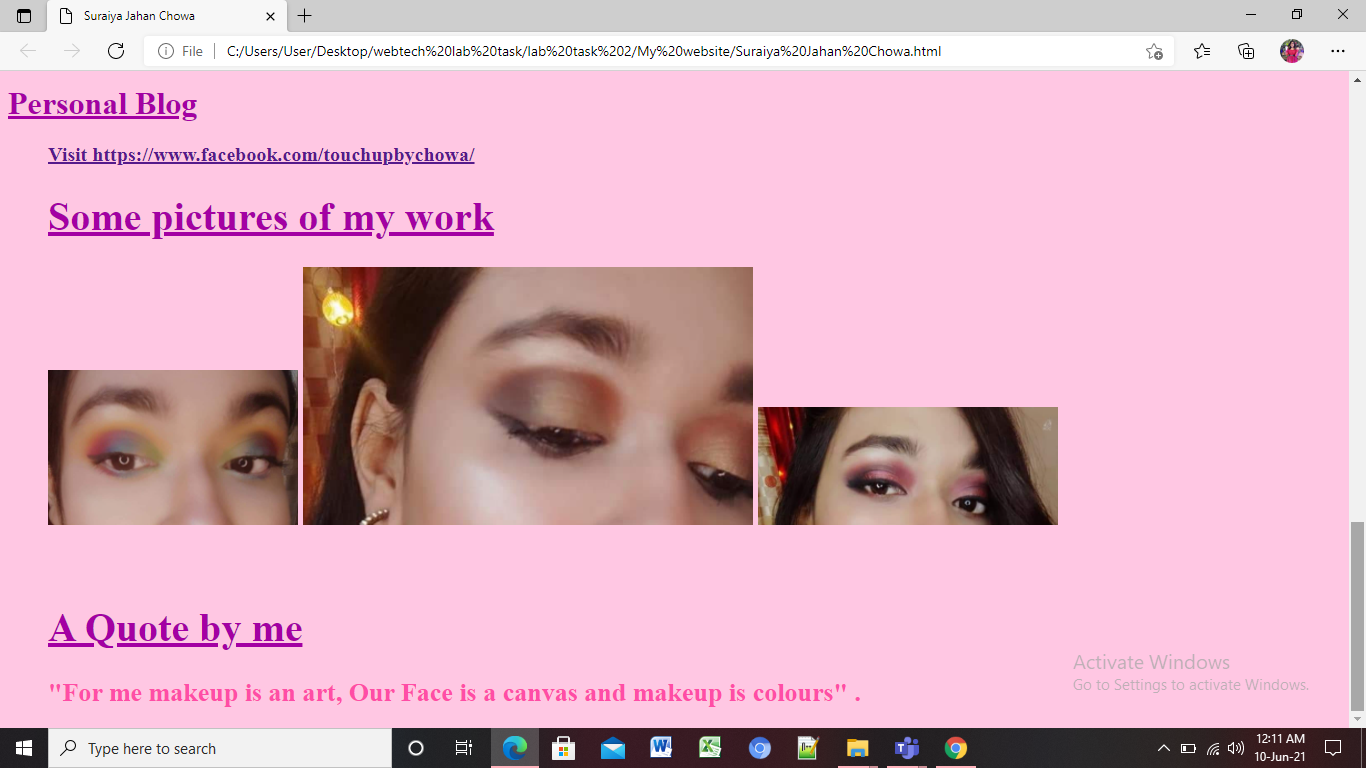 Suraiya Jahan Chowa
File
C:/Users/User/Desktop/webtech%20lab%20task/lab%20task%202/My%20website/Suraiya%20Jahan%20Chowa.html
Personal Blog
Visit https://www.facebook.com/touchupbychowa/
Some pictures of my work
A Quote by me
"For me makeup is an art, Our Face is a canvas and makeup is colours" .
Activate Windows
Go to Settings to activate Windows.
Type here to search
12:11 AM
10-Jun-21